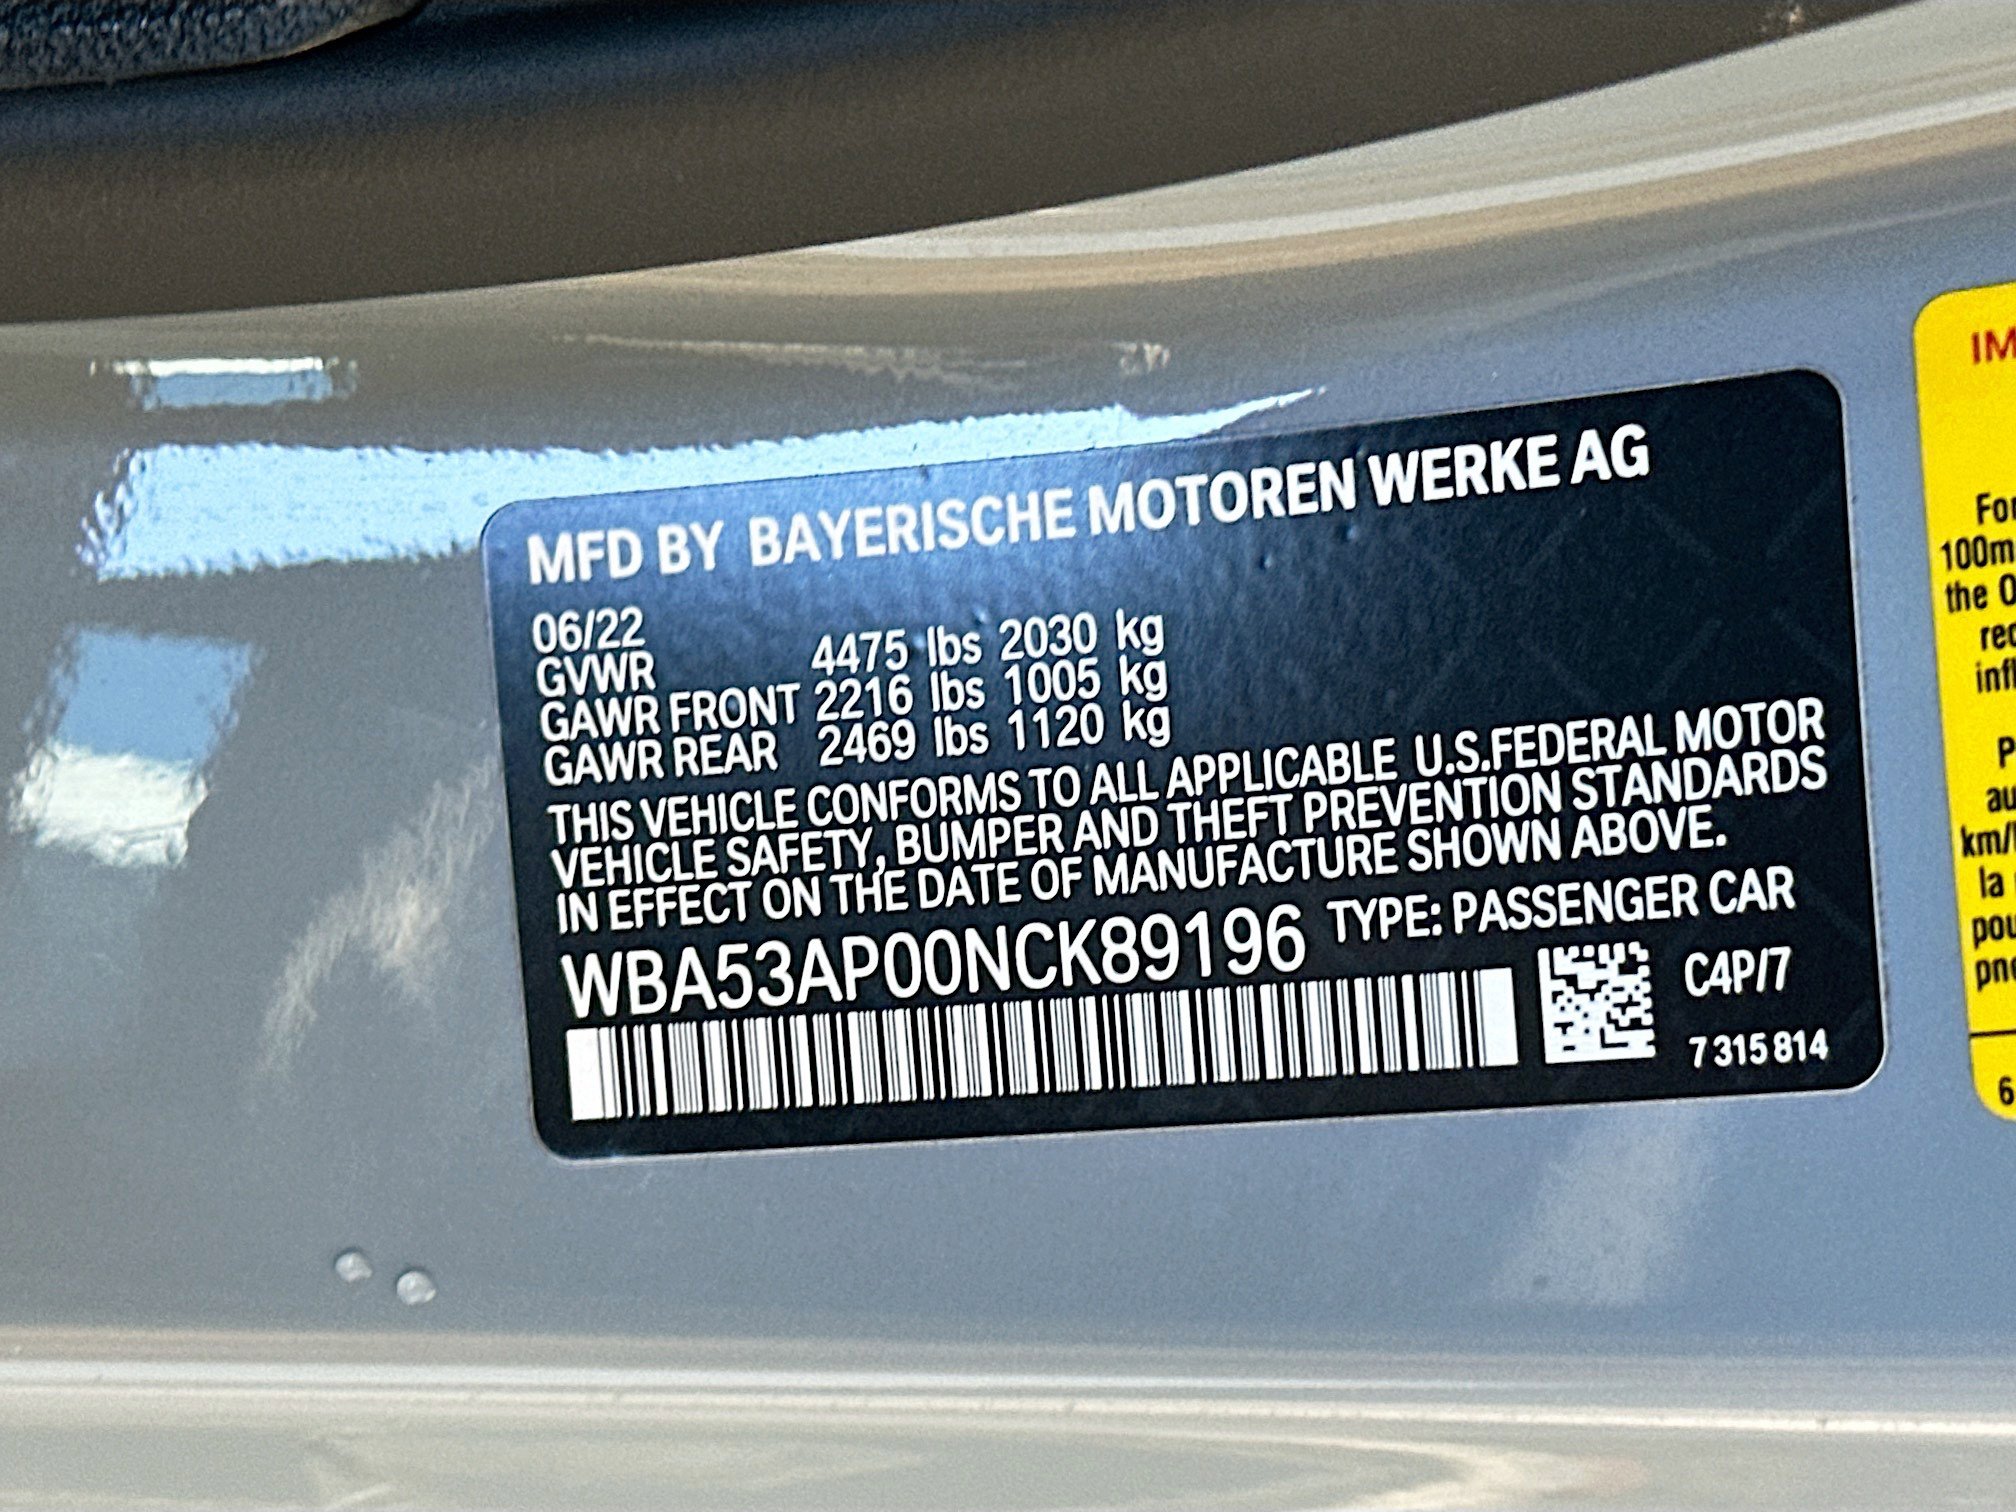 MFD BY BAYERISCHE MOTOREN WERKE AG
06/22
GVWR 4475 lbs 2030 kg
GAWR FRONT 2216 lbs 1005 kg
GAWR REAR 2469 lbs 1120 kg
THIS VEHICLE CONFORMS TO ALL APPLICABLE U.S.FEDERAL MOTOR
VEHICLE SAFETY, BUMPER AND THEFT PREVENTION STANDARDS
IN EFFECT ON THE DATE OF MANUFACTURE SHOWN ABOVE.
WBA53AP00NCK89196 TYPE: PASSENGER CAR
C4P/7
7 315 814
100m
the
la